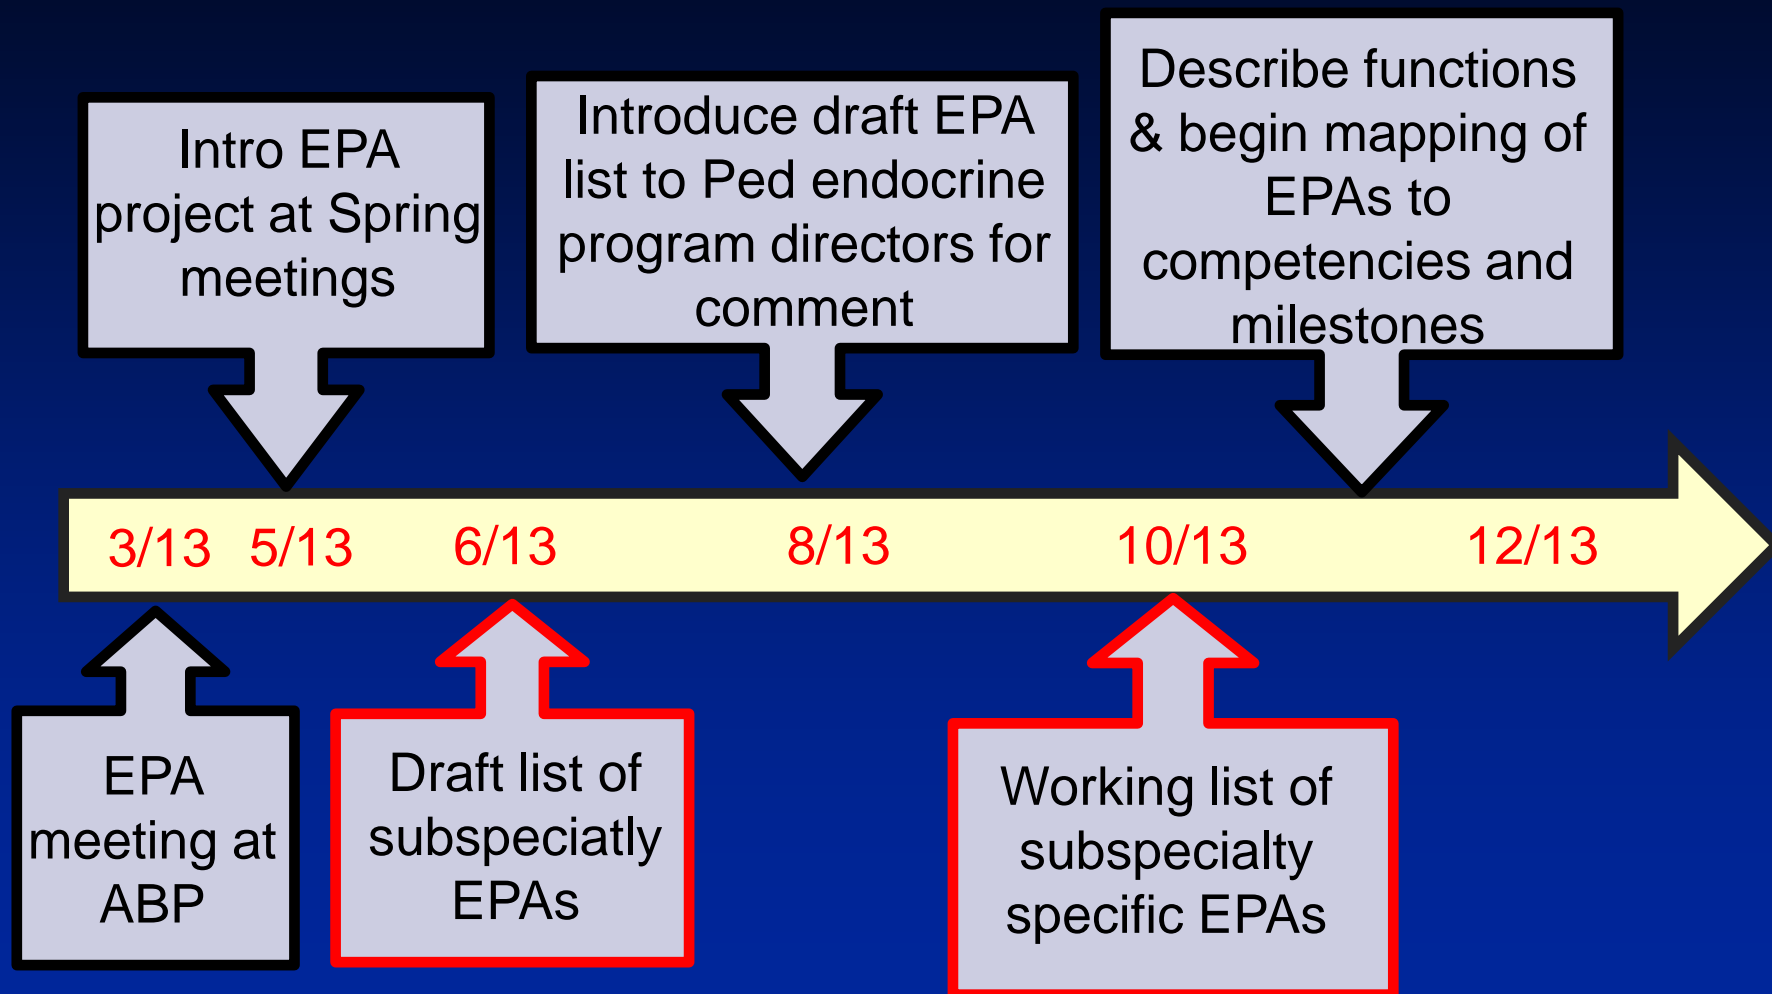 Intro EPA
project at Spring
meetings
Introduce draft EPA
list to Ped endocrine
program directors for
comment
Describe functions
& begin mapping of
EPAs to
competencies and
milestones
3/13 5/13 6/13 8/13 10/13 12/13
EPA
meeting at
ABP
Draft list of
subspeciatly
EPAs
Working list of
subspecialty
specific EPAs